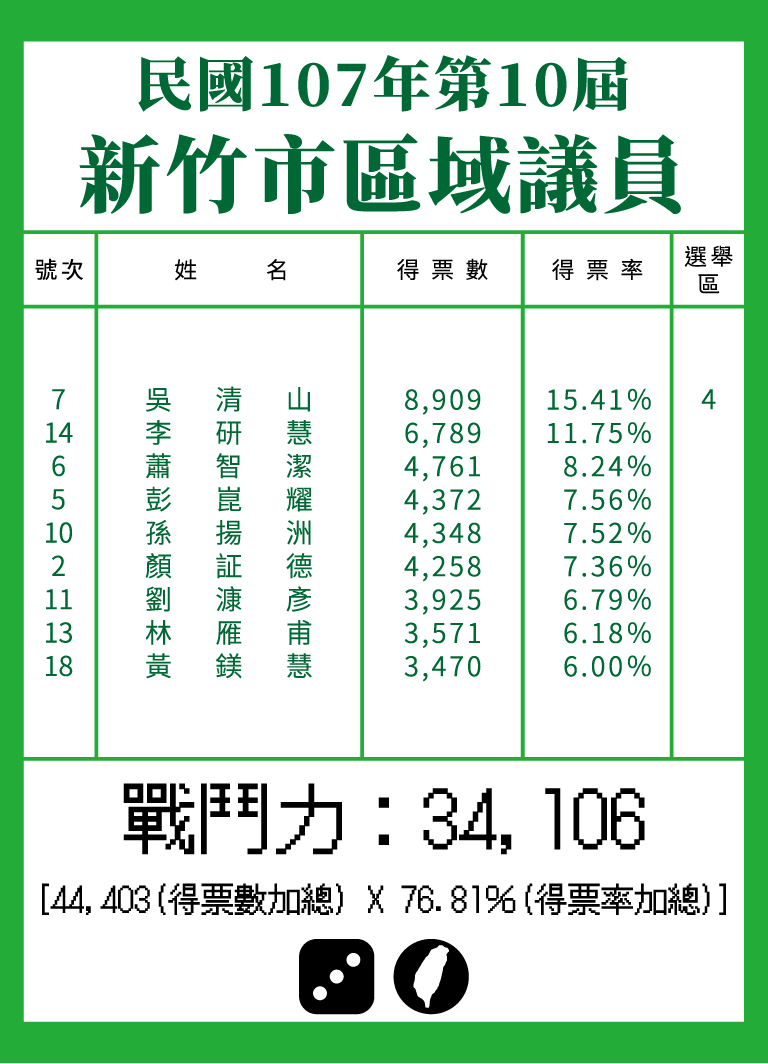 民國107年第10屆
新竹市區域議員
號次 姓名 得票數 得票率 選舉區
7 吳清山 8,909 15.41% 4
14 李研慧 6,789 11.75%
6 蕭智潔 4,761 8.24%
5 彭崑耀 4,372 7.56%
10 孫揚洲 4,348 7.52%
2 顏証德 4,258 7.36%
11 劉漮彥 3,925 6.79%
13 林雁甫 3,571 6.18%
18 黃鎂慧 3,470 6.00%
戰鬥力：34,106
[44,403(得票數加總) X 76.81%(得票率加總)]